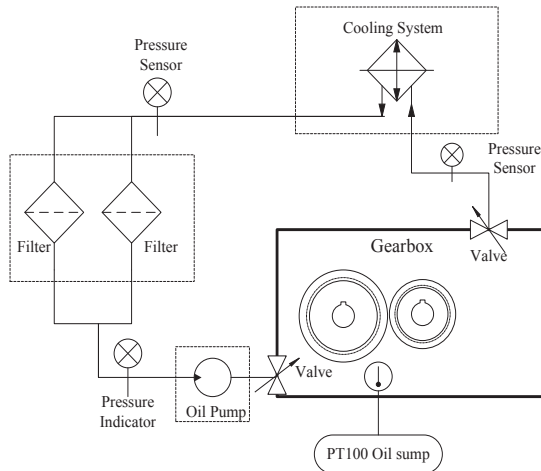 Cooling System
Pressure
Sensor
Pressure
Sensor
Filter
Filter
Gearbox
Valve
Valve
Oil Pump
Pressure
Indicator
PT100 Oil sump